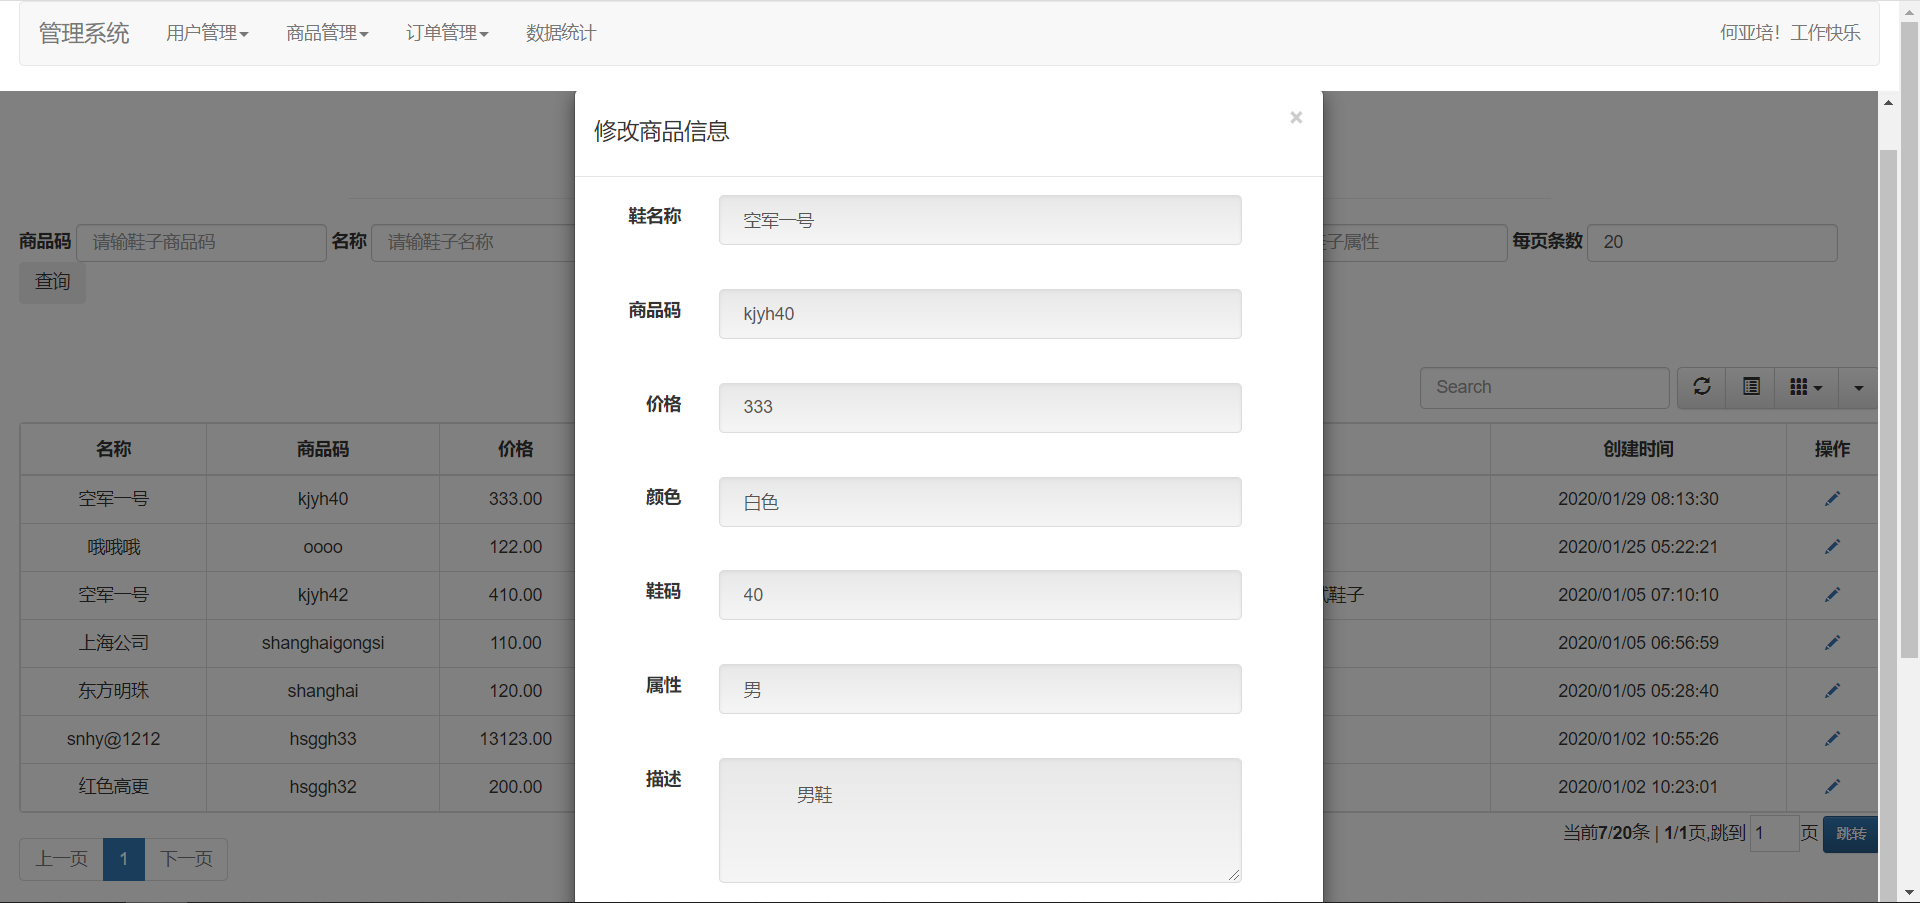 管理系统 用户管理 商品管理 订单管理 数据统计 何亚培！工作快乐
修改商品信息 ×
鞋名称 空军一号
商品码 kjyh40
价格 333
颜色 白色
鞋码 40
属性 男
描述 男鞋
商品码 请输鞋子商品码 名称 请输鞋子名称 子属性 每页条数 20
查询
Search
名称 商品码 价格 创建时间 操作
空军一号 kjyh40 333.00 2020/01/29 08:13:30
哦哦哦 oooo 122.00 2020/01/25 05:22:21
空军一号 kjyh42 410.00 鞋子 2020/01/05 07:10:10
上海公司 shanghaigongsi 110.00 2020/01/05 06:56:59
东方明珠 shanghai 120.00 2020/01/05 05:28:40
snhy@1212 hsggh33 13123.00 2020/01/02 10:55:26
红色高更 hsggh32 200.00 2020/01/02 10:23:01
上一页 1 下一页 当前7/20条 | 1/1页,跳到 1 页 跳转